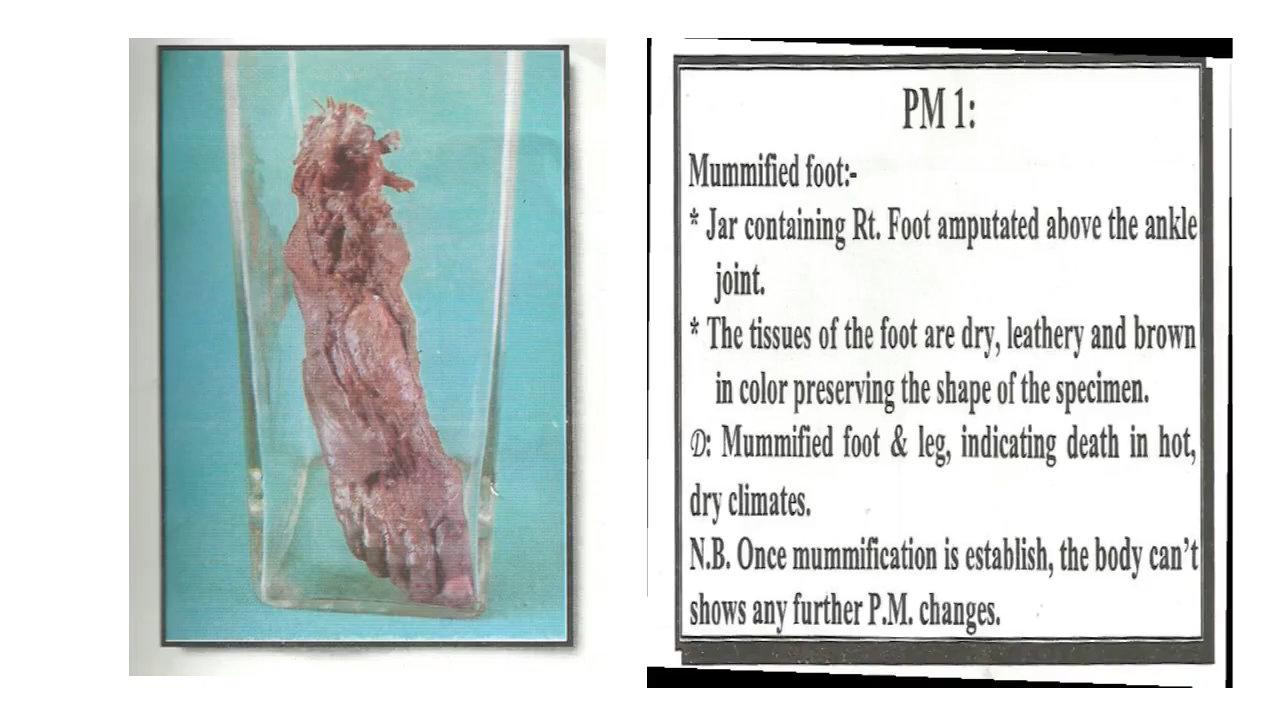 PM 1:
Mummified foot:-
* Jar containing Rt. Foot amputated above the ankle
joint.
* The tissues of the foot are dry, leathery and brown
in color preserving the shape of the specimen.
D: Mummified foot & leg, indicating death in hot,
dry climates.
N.B. Once mummification is establish, the body can't
shows any further P.M. changes.